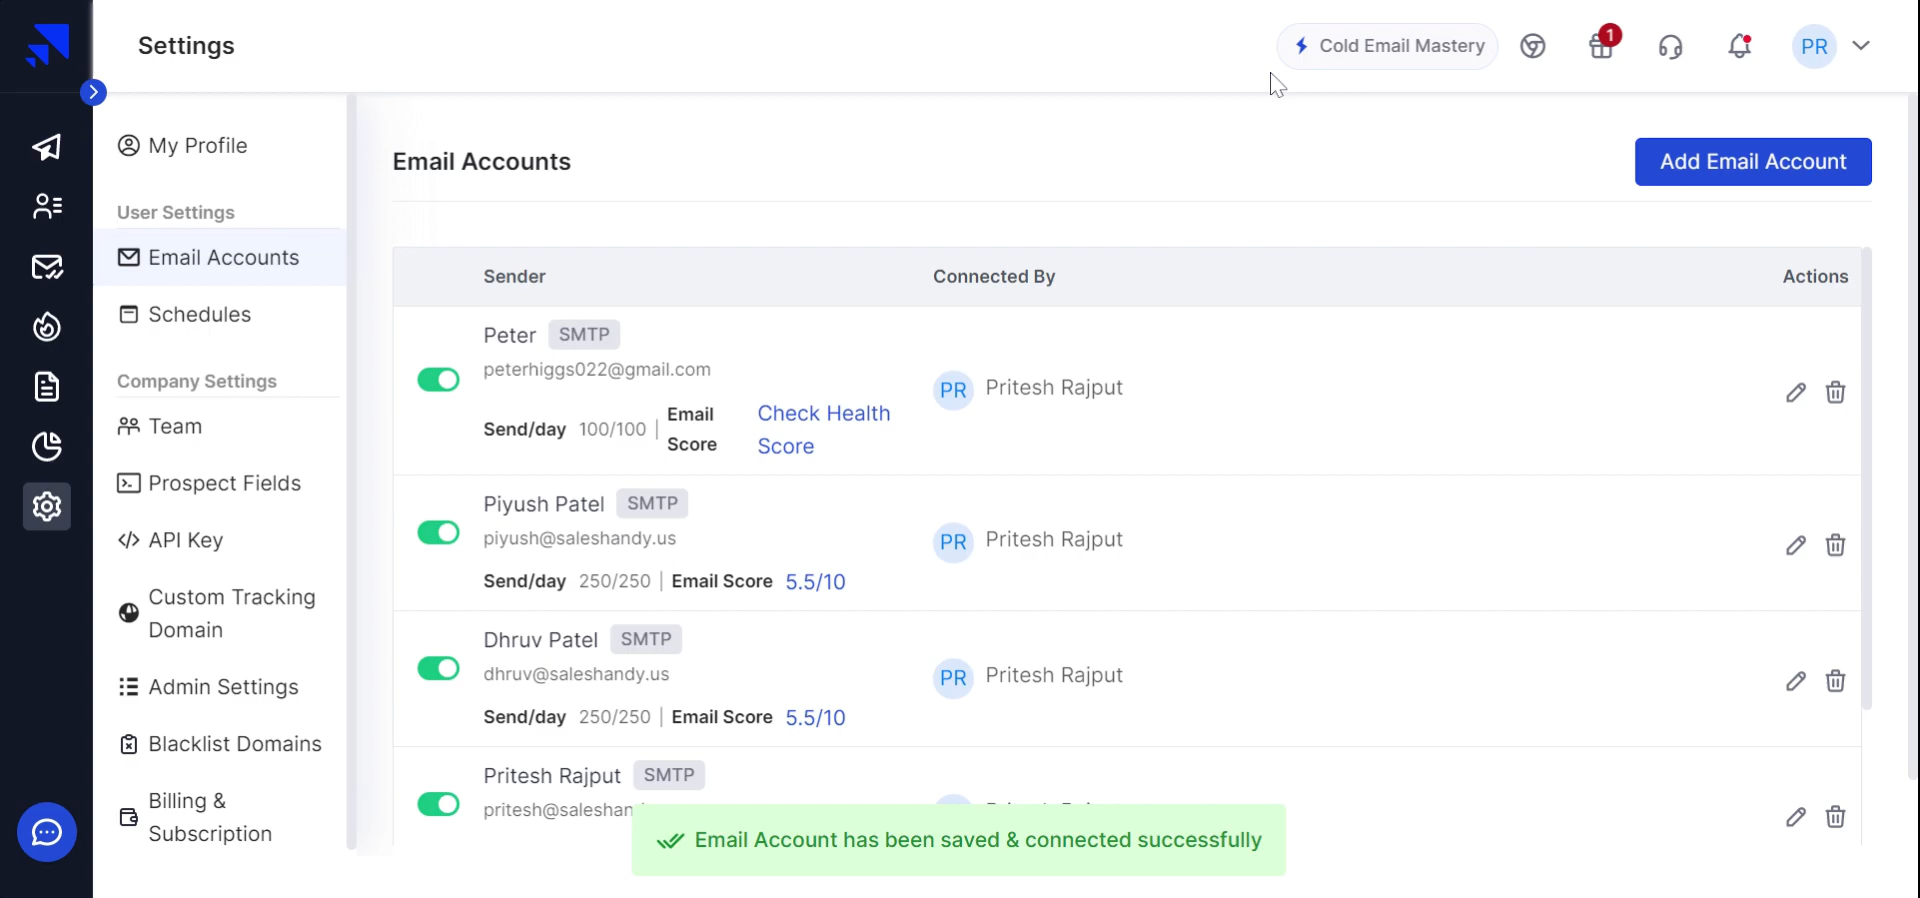 Settings
Cold Email Mastery
1
PR
My Profile
User Settings
Email Accounts
Schedules
Company Settings
Team
Prospect Fields
API Key
Custom Tracking
Domain
Admin Settings
Blacklist Domains
Billing &
Subscription
Email Accounts
Add Email Account
Sender Connected By Actions
Peter SMTP
peterhiggs022@gmail.com
Send/day 100/100 | Email Score Check Health Score
PR Pritesh Rajput
Piyush Patel SMTP
piyush@saleshandy.us
Send/day 250/250 | Email Score 5.5/10
PR Pritesh Rajput
Dhruv Patel SMTP
dhruv@saleshandy.us
Send/day 250/250 | Email Score 5.5/10
PR Pritesh Rajput
Pritesh Rajput SMTP
pritesh@saleshan
Email Account has been saved & connected successfully